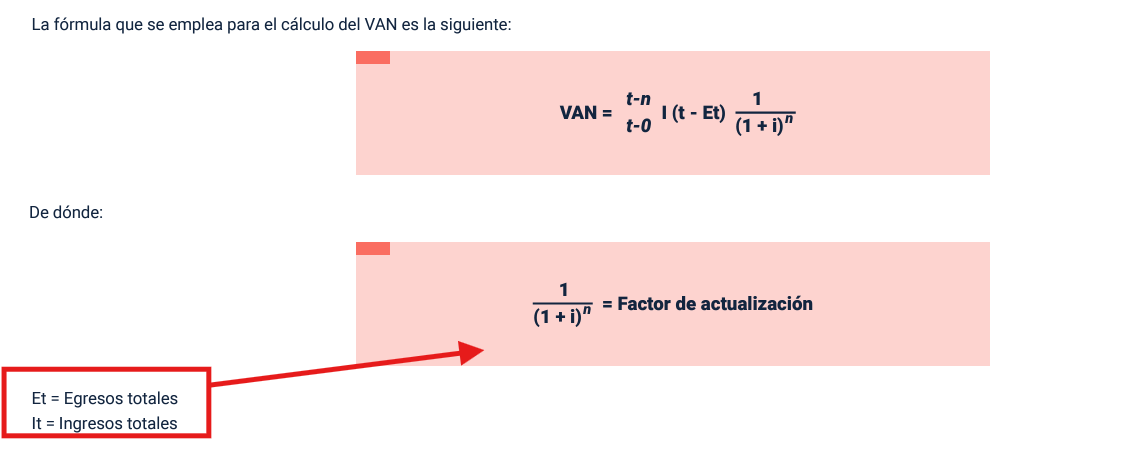 La fórmula que se emplea para el cálculo del VAN es la siguiente:
VAN = t-n t-0 I (t - Et) 1 / (1 + i)^n
De dónde:
1 / (1 + i)^n = Factor de actualización
Et = Egresos totales
It = Ingresos totales